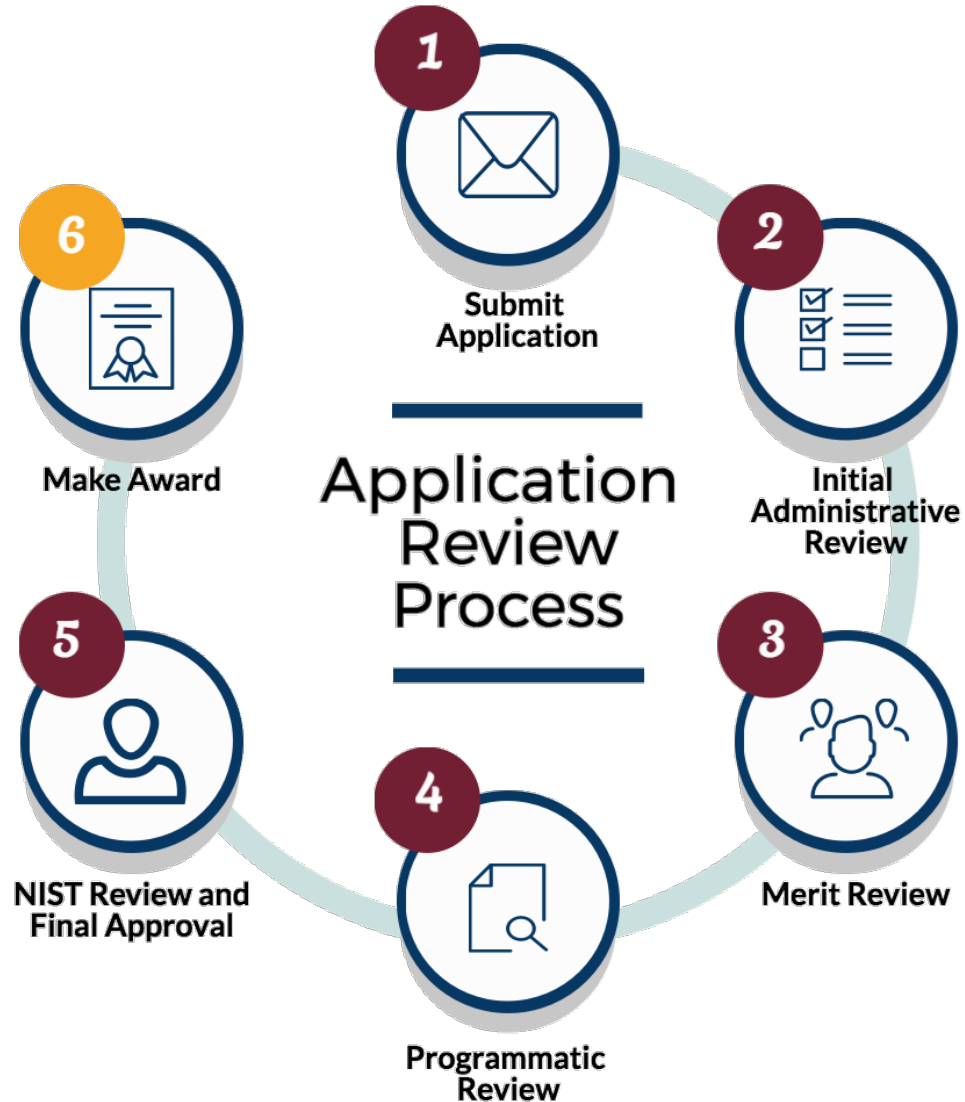 1
Submit
Application
2
Initial
Administrative
Review
3
Merit Review
4
Programmatic
Review
5
NIST Review and
Final Approval
6
Make Award
Application
Review
Process